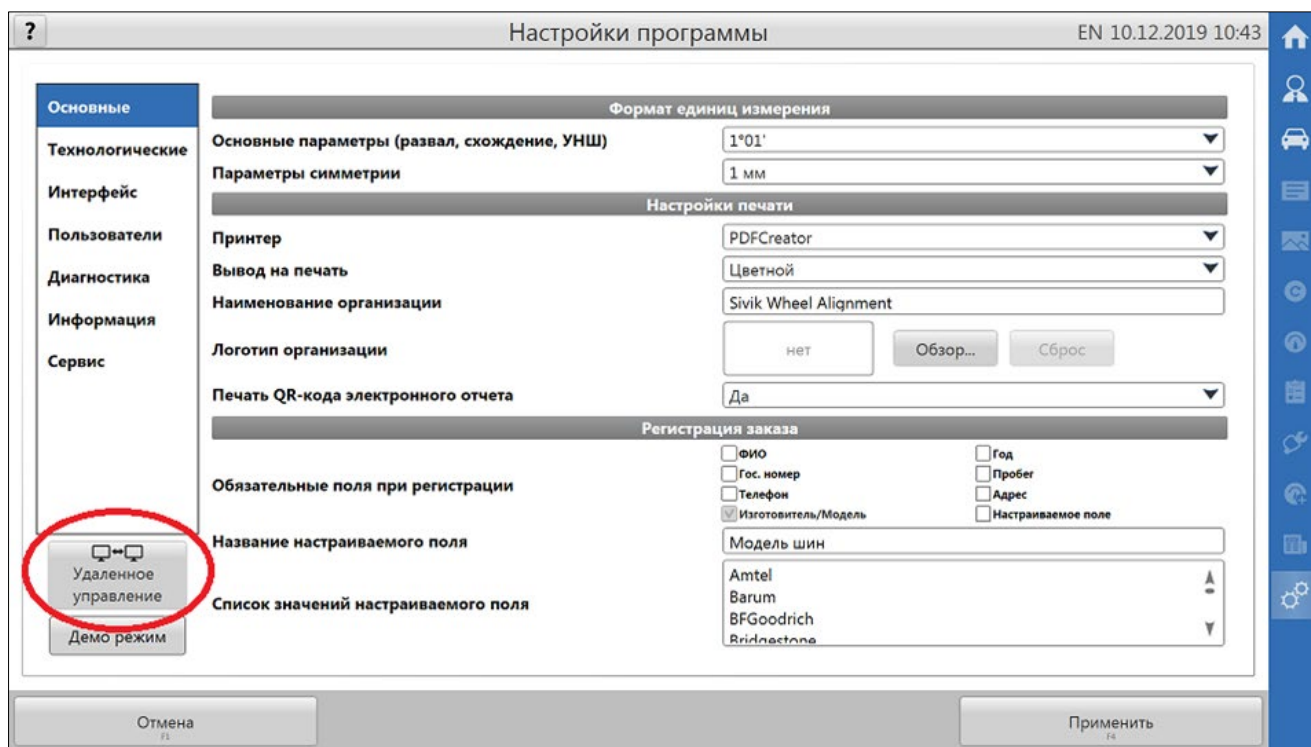 ?
Настройки программы
EN 10.12.2019 10:43
Основные
Технологические
Интерфейс
Пользователи
Диагностика
Информация
Сервис
Удаленное
управление
Демо режим
Формат единиц измерения
Основные параметры (развал, схождение, УНШ)
1°01'
Параметры симметрии
1 мм
Настройки печати
Принтер
PDFCreator
Вывод на печать
Цветной
Наименование организации
Sivik Wheel Alignment
Логотип организации
нет
Обзор...
Сброс
Печать QR-кода электронного отчета
Да
Регистрация заказа
Обязательные поля при регистрации
ФИО
Год
Гос. номер
Пробег
Телефон
Адрес
Изготовитель/Модель
Настраиваемое поле
Название настраиваемого поля
Модель шин
Список значений настраиваемого поля
Amtel
Barum
BFGoodrich
Bridgestone
Отмена
F1
Применить
F4